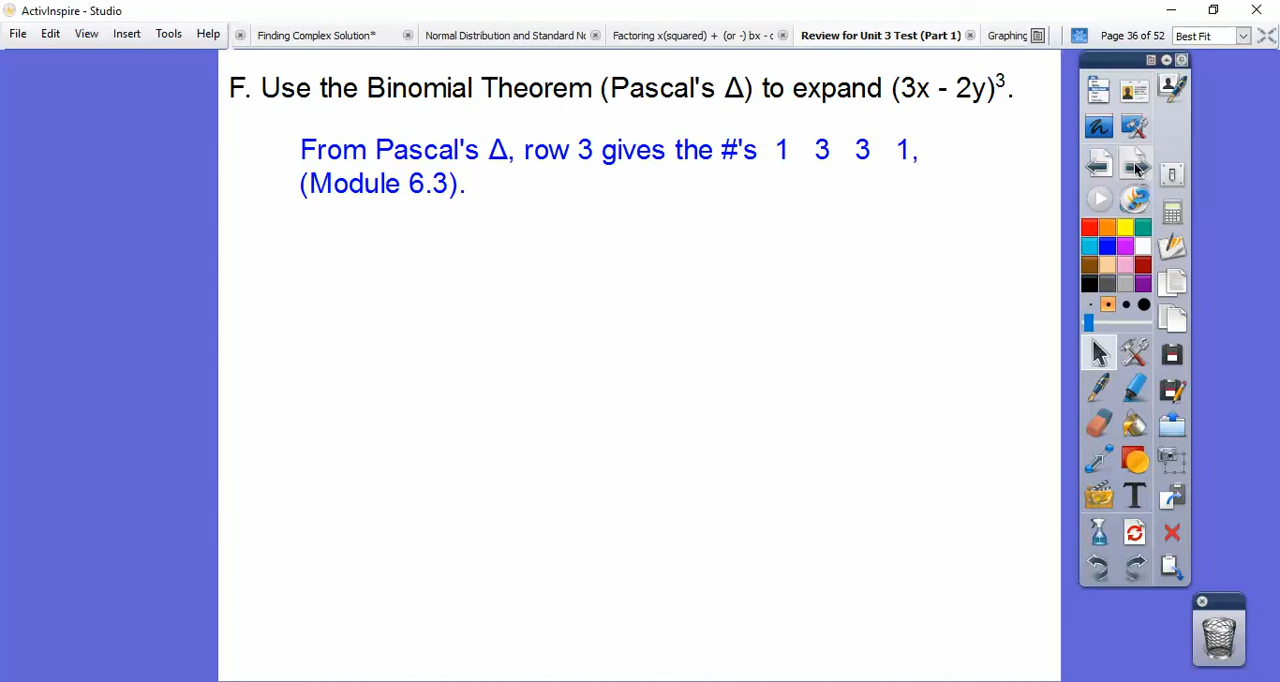 ActivInspire - Studio
File Edit View Insert Tools Help
Finding Complex Solution* Normal Distribution and Standard No Factoring x(squared) + (or -) bx - c Review for Unit 3 Test (Part 1) Graphing Page 36 of 52 Best Fit
F. Use the Binomial Theorem (Pascal's Δ) to expand (3x - 2y)³.
From Pascal's Δ, row 3 gives the #'s 1 3 3 1,
(Module 6.3).